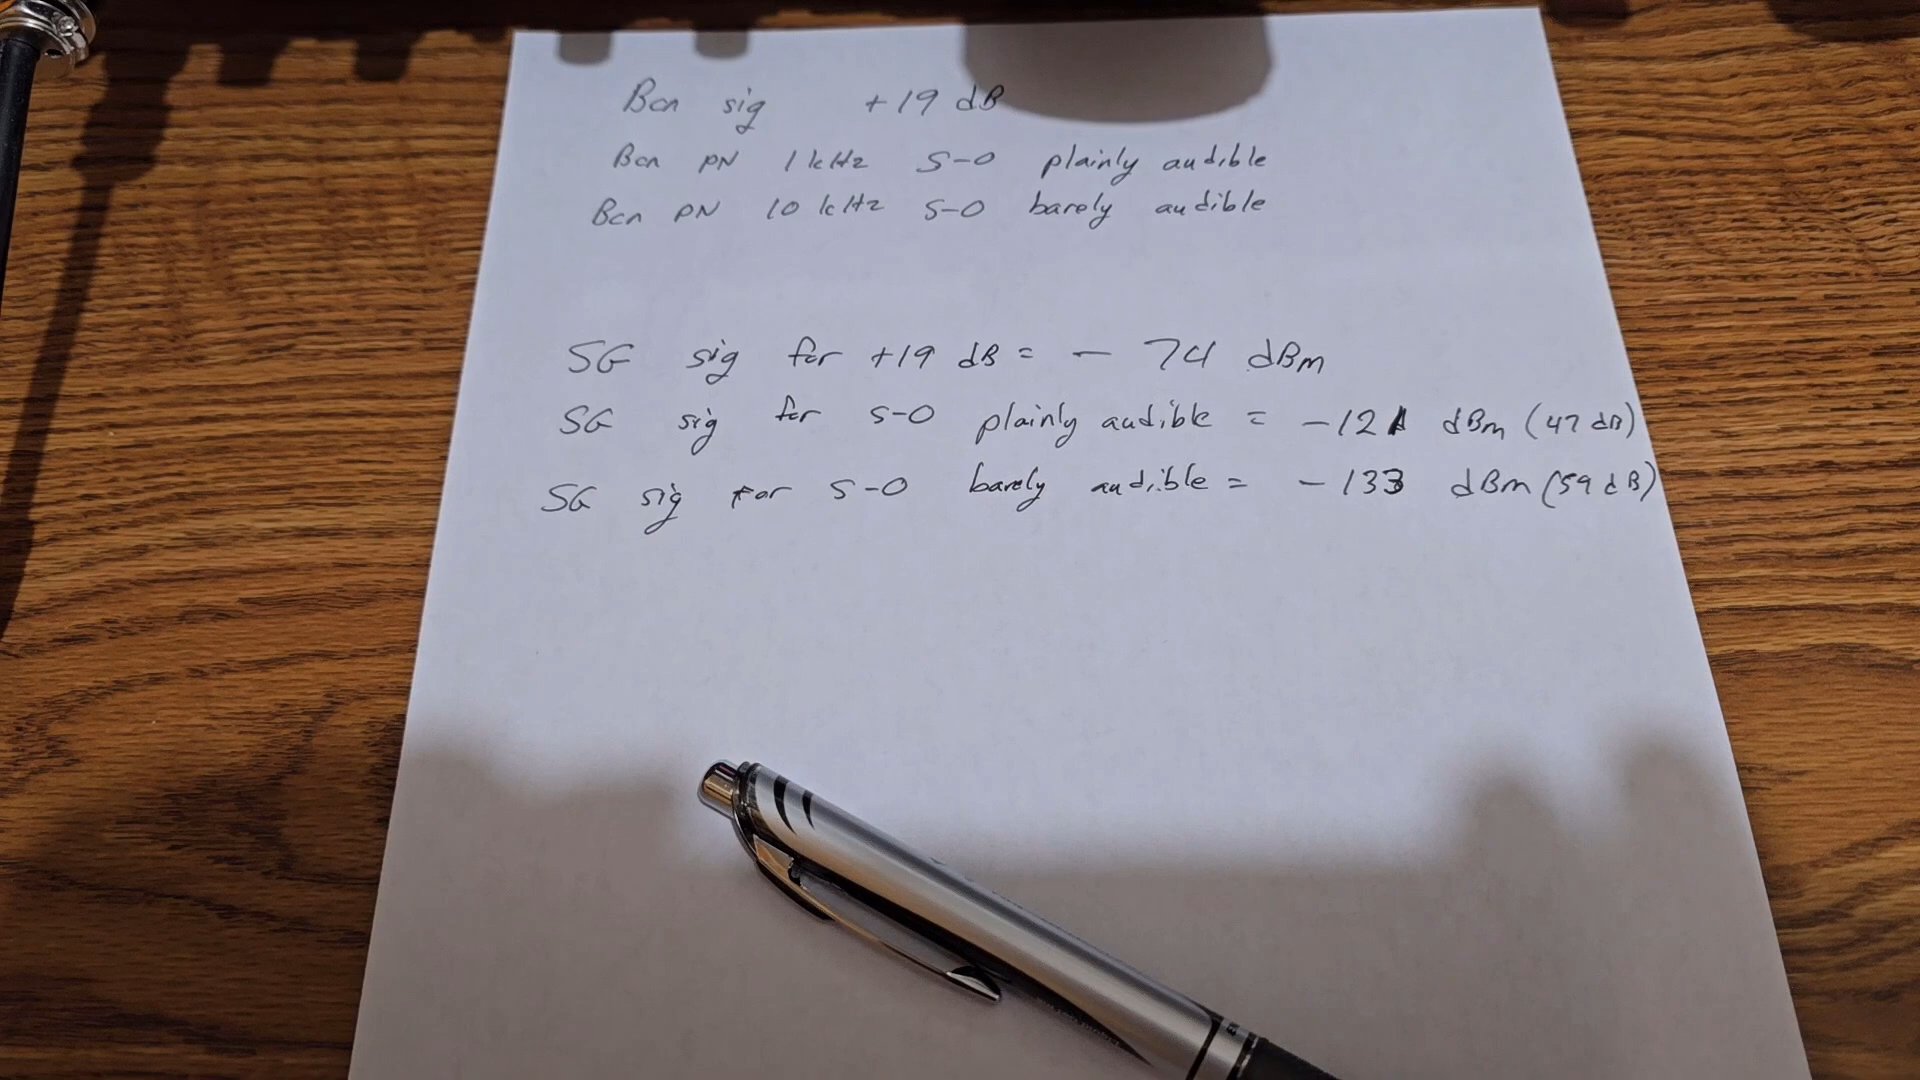 Bcn sig +19 dB
Bcn PN 1 kHz S-0 plainly audible
Bcn PN 10 kHz S-0 barely audible
SG sig for +19 dB = - 74 dBm
SG sig for S-0 plainly audible = -121 dBm (47 dB)
SG sig for S-0 barely audible = -133 dBm (59 dB)